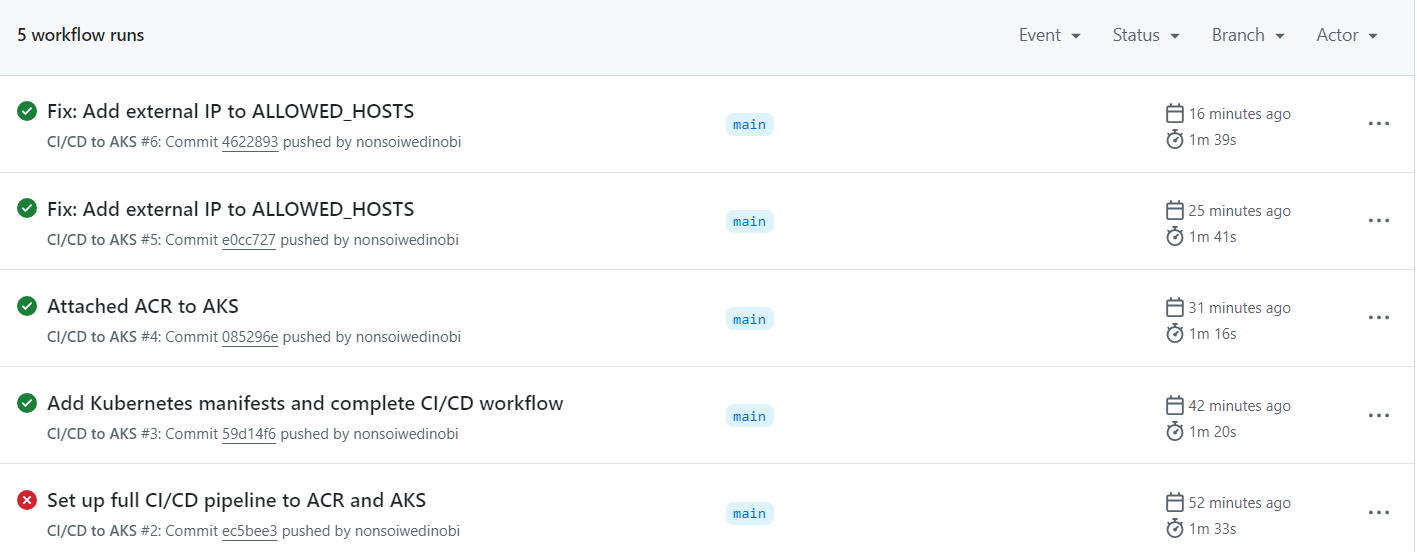 5 workflow runs Event Status Branch Actor
Fix: Add external IP to ALLOWED_HOSTS
CI/CD to AKS #6: Commit 4622893 pushed by nonsoiwedinobi
main
16 minutes ago
1m 39s
Fix: Add external IP to ALLOWED_HOSTS
CI/CD to AKS #5: Commit e0cc727 pushed by nonsoiwedinobi
main
25 minutes ago
1m 41s
Attached ACR to AKS
CI/CD to AKS #4: Commit 085296e pushed by nonsoiwedinobi
main
31 minutes ago
1m 16s
Add Kubernetes manifests and complete CI/CD workflow
CI/CD to AKS #3: Commit 59d14f6 pushed by nonsoiwedinobi
main
42 minutes ago
1m 20s
Set up full CI/CD pipeline to ACR and AKS
CI/CD to AKS #2: Commit ec5bee3 pushed by nonsoiwedinobi
main
52 minutes ago
1m 33s